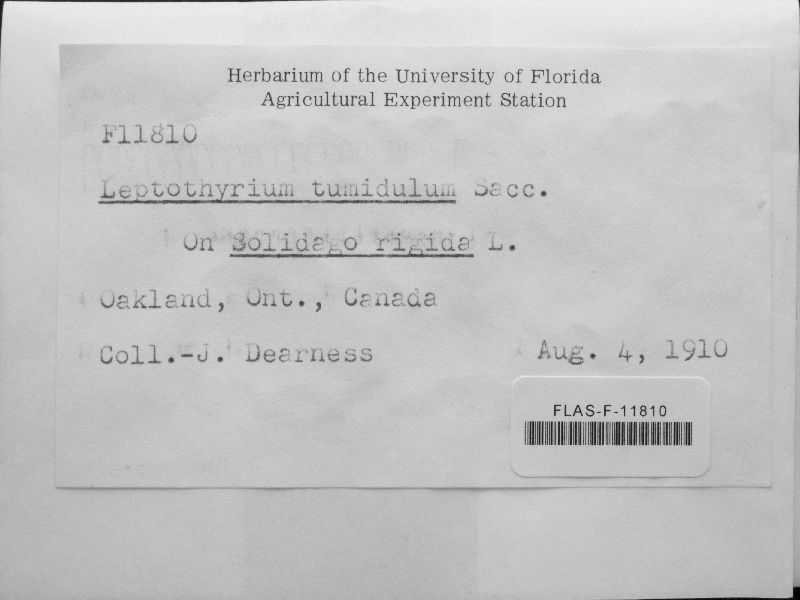 Herbarium of the University of Florida
Agricultural Experiment Station
F11810
Leptothyrium tumidulum Sacc.
On Solidago rigida L.
Oakland, Ont., Canada
Coll.-J. Dearness
Aug. 4, 1910
FLAS-F-11810